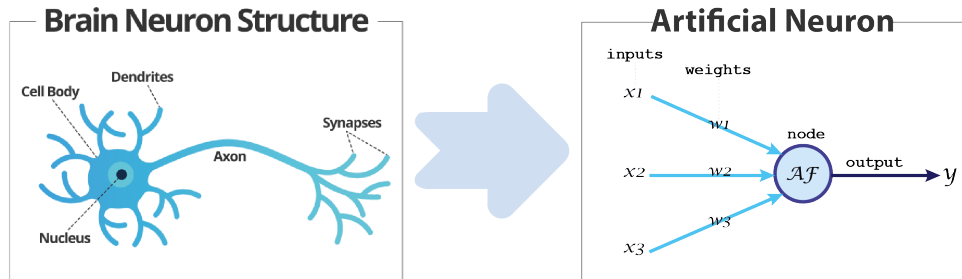 Brain Neuron Structure
Dendrites
Cell Body
Synapses
Axon
Nucleus
Artificial Neuron
inputs
weights
x1
w1
node
x2
w2
AF
output
y
w3
x3